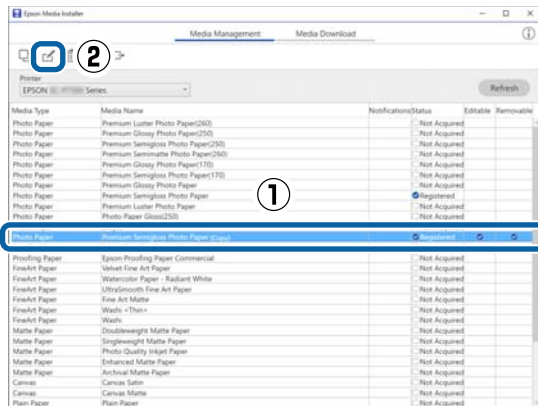 Epson Media Installer
Media Management Media Download
②
Printer
EPSON Series
Refresh
Media Type Media Name Notifications Status Editable Removable
Photo Paper Premium Luster Photo Paper(260) Not Acquired
Photo Paper Premium Glossy Photo Paper(250) Not Acquired
Photo Paper Premium Semigloss Photo Paper(250) Not Acquired
Photo Paper Premium Semimatte Photo Paper(260) Not Acquired
Photo Paper Premium Glossy Photo Paper(170) Not Acquired
Photo Paper Premium Semigloss Photo Paper(170) Not Acquired
Photo Paper Premium Glossy Photo Paper Not Acquired
Photo Paper Premium Semigloss Photo Paper Registered
Photo Paper Premium Luster Photo Paper Not Acquired
Photo Paper Photo Paper Gloss(250) Not Acquired
①
Photo Paper Premium Semigloss Photo Paper (Copy) Registered
Proofing Paper Epson Proofing Paper Commercial Not Acquired
FineArt Paper Velvet Fine Art Paper Not Acquired
FineArt Paper Watercolor Paper - Radiant White Not Acquired
FineArt Paper UltraSmooth Fine Art Paper Not Acquired
FineArt Paper Fine Art Matte Not Acquired
FineArt Paper Washi <Thin> Not Acquired
FineArt Paper Washi Not Acquired
Matte Paper Doubleweight Matte Paper Not Acquired
Matte Paper Singleweight Matte Paper Not Acquired
Matte Paper Photo Quality Inkjet Paper Not Acquired
Matte Paper Enhanced Matte Paper Not Acquired
Matte Paper Archival Matte Paper Not Acquired
Canvas Canvas Satin Not Acquired
Canvas Canvas Matte Not Acquired
Plain Paper Plain Paper Not Acquired